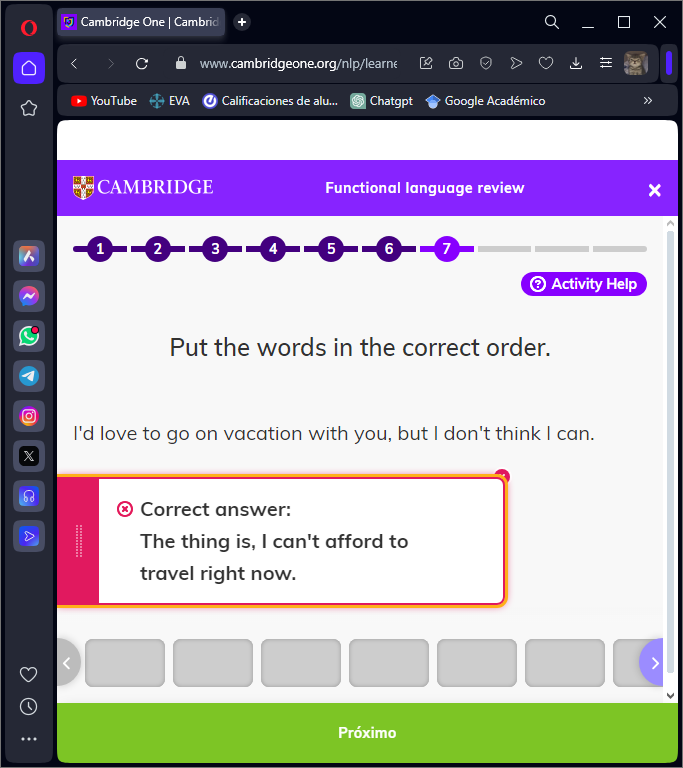 Cambridge One | Cambrid
www.cambridgeone.org/nlp/learne
YouTube
EVA
Calificaciones de alu...
Chatgpt
Google Académico
CAMBRIDGE
Functional language review
1 2 3 4 5 6 7
Activity Help
Put the words in the correct order.
I'd love to go on vacation with you, but I don't think I can.
Correct answer:
The thing is, I can't afford to
travel right now.
Próximo